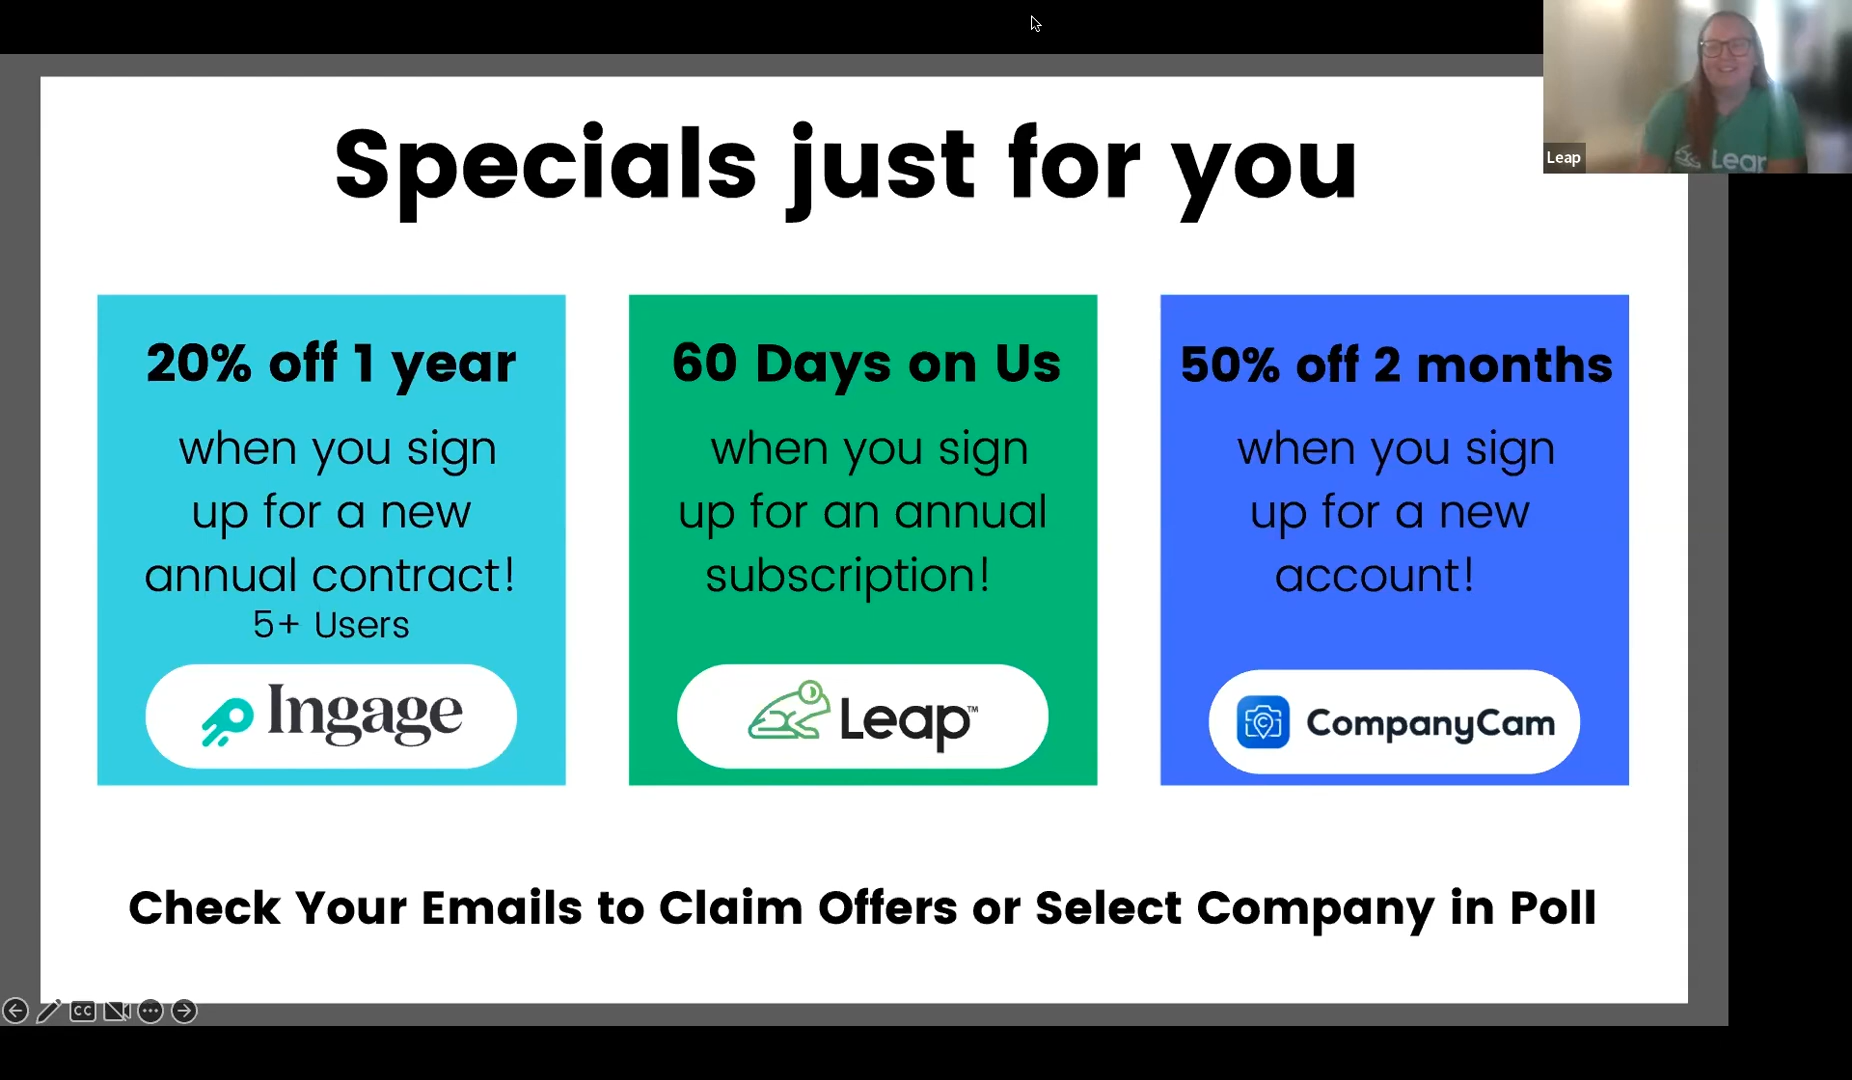 Specials just for you
20% off 1 year
when you sign
up for a new
annual contract!
5+ Users
Ingage
60 Days on Us
when you sign
up for an annual
subscription!
Leap™
50% off 2 months
when you sign
up for a new
account!
CompanyCam
Check Your Emails to Claim Offers or Select Company in Poll
Leap
Leap
CC